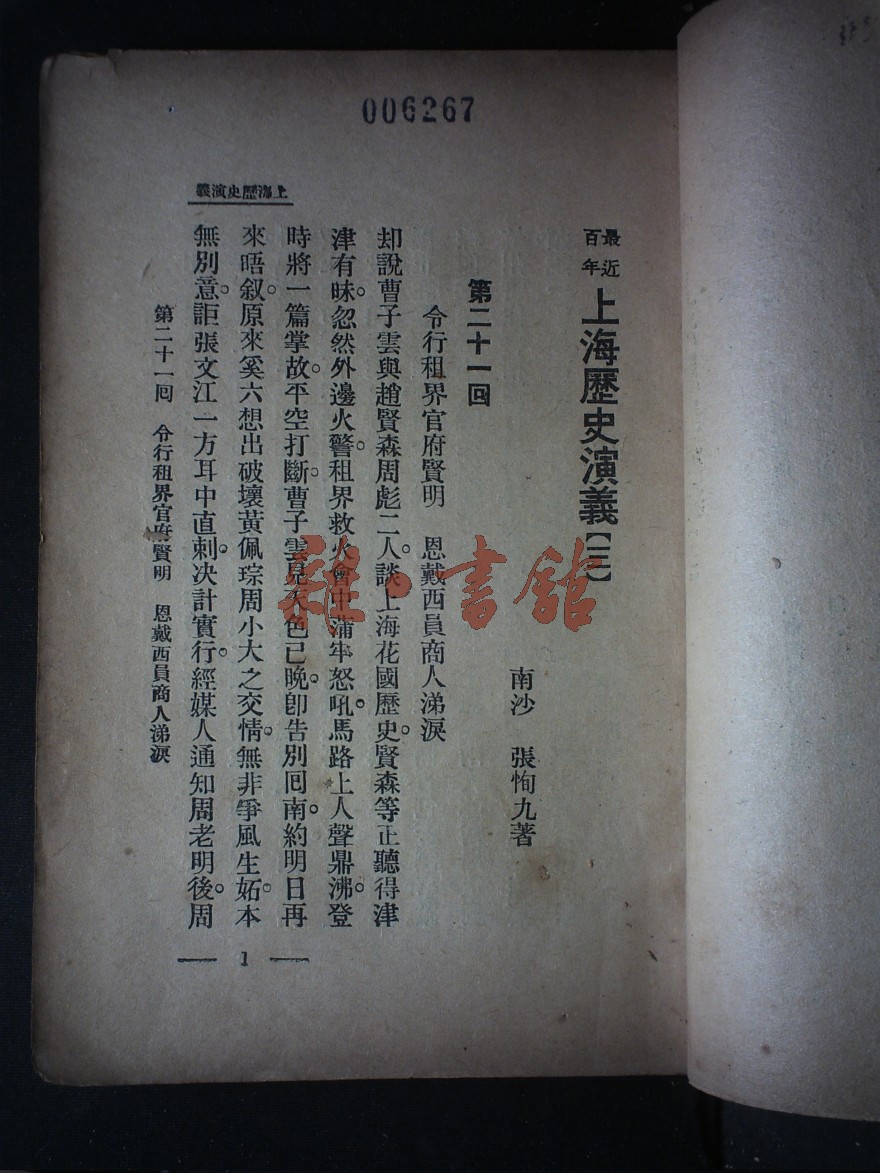 006267
最近百年 上海歷史演義【三】
南沙 張恂九著
第二十一回
令行租界官府賢明 恩戴西員商人涕淚
却說曹子雲與趙賢森周彪二人。談上海花國歷史。賢森等正聽得津
津有味。忽然外邊火警。租界救火會中蒲牢怒吼。馬路上人聲鼎沸。登
時將一篇掌故。平空打斷。曹子雲見天色已晚。卽告別回南。約明日再
來晤叙。原來奚六想出破壞黃佩琮周小大之交情。無非爭風生妬。本
無別意。詎張文江一方耳中直刺。决計實行。經媒人通知周老明後。周
上海歷史演義
第二十一回 令行租界官府賢明 恩戴西員商人涕淚
1
雜·書館